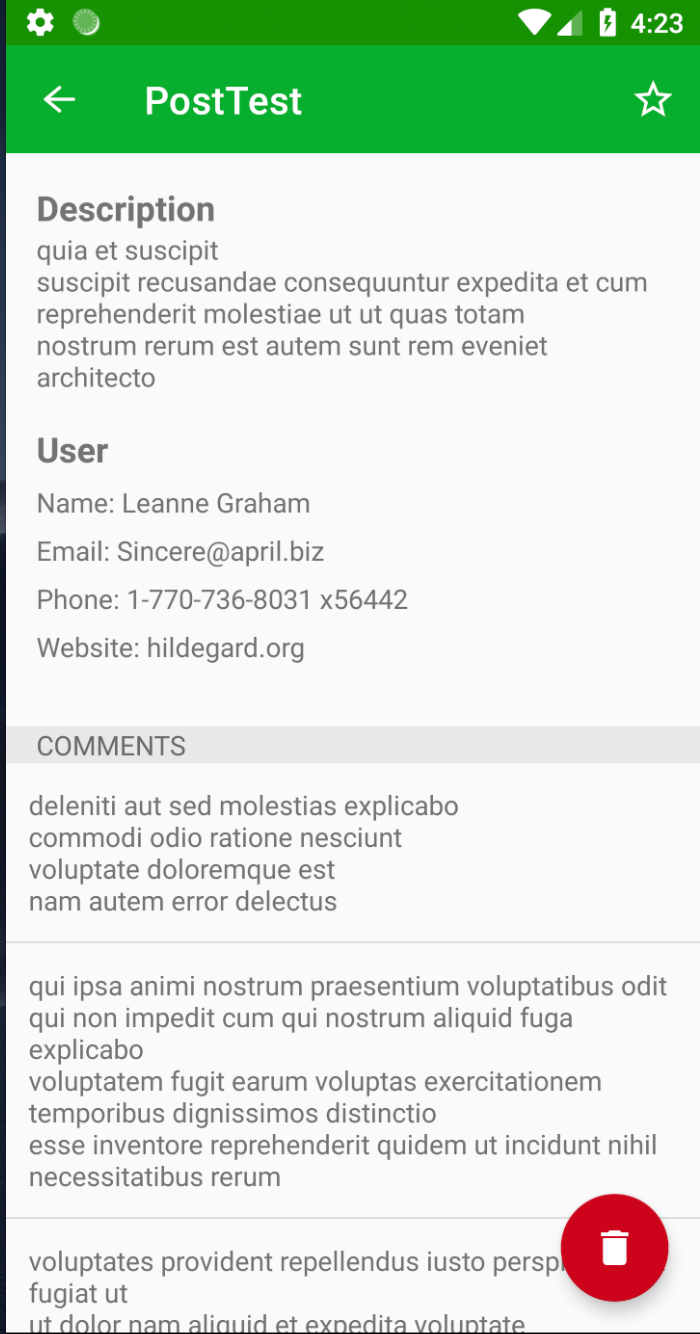 4:23
PostTest
Description
quia et suscipit
suscipit recusandae consequuntur expedita et cum
reprehenderit molestiae ut ut quas totam
nostrum rerum est autem sunt rem eveniet
architecto
User
Name: Leanne Graham
Email: Sincere@april.biz
Phone: 1-770-736-8031 x56442
Website: hildegard.org
COMMENTS
deleniti aut sed molestias explicabo
commodi odio ratione nesciunt
voluptate doloremque est
nam autem error delectus
qui ipsa animi nostrum praesentium voluptatibus odit
qui non impedit cum qui nostrum aliquid fuga
explicabo
voluptatem fugit earum voluptas exercitationem
temporibus dignissimos distinctio
esse inventore reprehenderit quidem ut incidunt nihil
necessitatibus rerum
voluptates provident repellendus iusto
fugiat ut
ut dolor nam aliquid et expedita voluptate